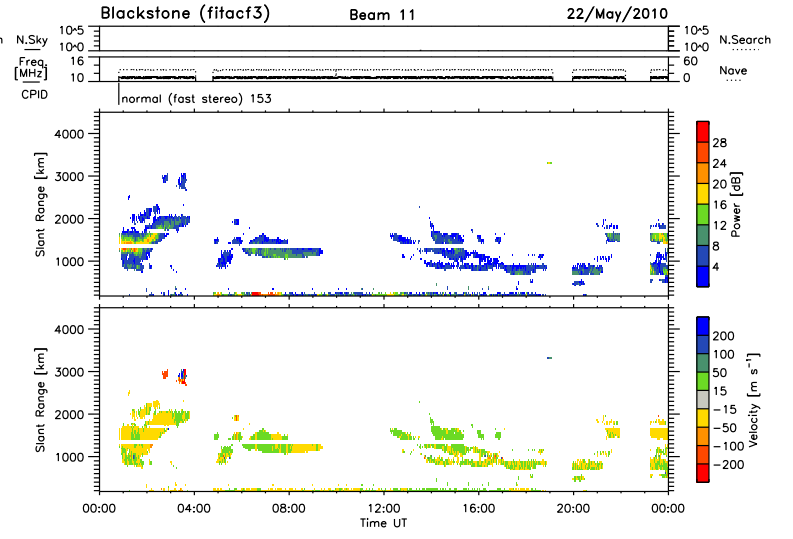 Blackstone (fitacf3) Beam 11 22/May/2010
h N.Sky 10^5 10^5 N.Search
10^0 10^0
Freq. 16 60
[MHz] 10 0 Nave
CPID normal (fast stereo) 153
Slant Range [km]
4000
3000
2000
1000
28
24
20
16
12
8
4
Power [dB]
Slant Range [km]
4000
3000
2000
1000
200
100
50
15
-15
-50
-100
-200
Velocity [m s⁻¹]
00:00 04:00 08:00 12:00 16:00 20:00 00:00
Time UT